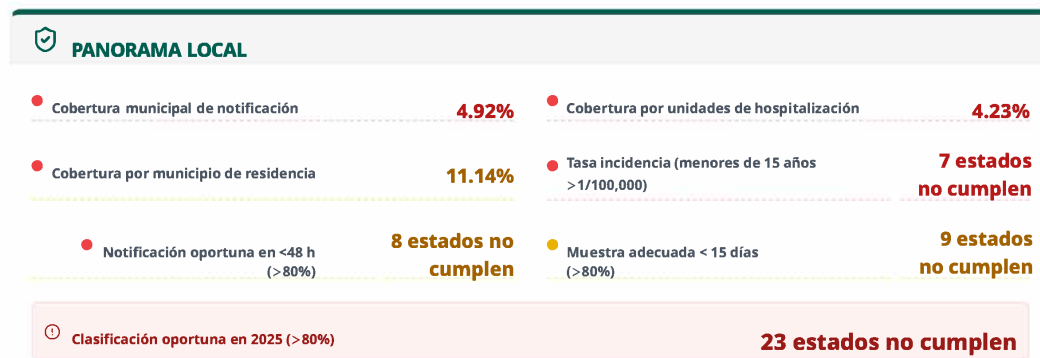 PANORAMA LOCAL
Cobertura municipal de notificación
4.92%
Cobertura por unidades de hospitalización
4.23%
Cobertura por municipio de residencia
11.14%
Tasa incidencia (menores de 15 años
>1/100,000)
7 estados
no cumplen
Notificación oportuna en <48 h
(>80%)
8 estados no
cumplen
Muestra adecuada < 15 días
(>80%)
9 estados
no cumplen
Clasificación oportuna en 2025 (>80%)
23 estados no cumplen